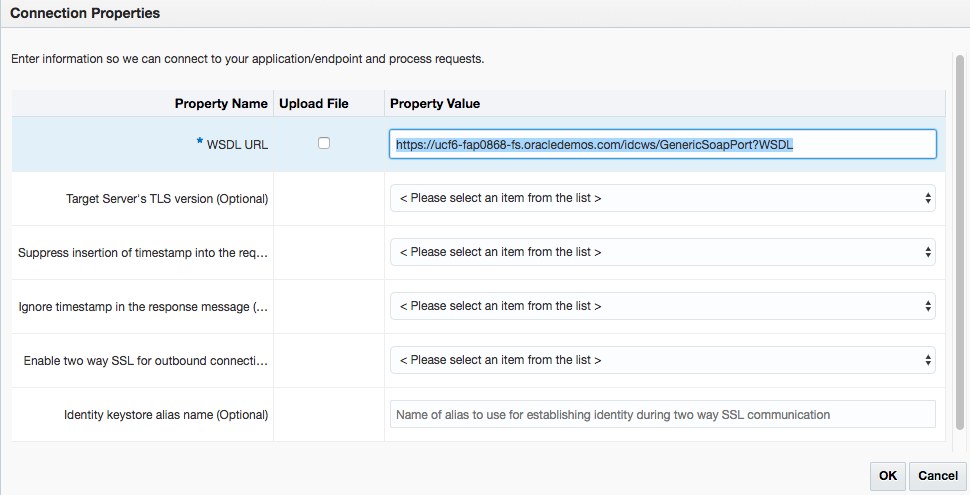 Connection Properties
Enter information so we can connect to your application/endpoint and process requests.
Property Name Upload File Property Value
* WSDL URL https://ucf6-fap0868-fs.oracledemos.com/idcws/GenericSoapPort?WSDL
Target Server's TLS version (Optional) < Please select an item from the list >
Suppress insertion of timestamp into the req... < Please select an item from the list >
Ignore timestamp in the response message (... < Please select an item from the list >
Enable two way SSL for outbound connecti... < Please select an item from the list >
Identity keystore alias name (Optional) Name of alias to use for establishing identity during two way SSL communication
OK Cancel